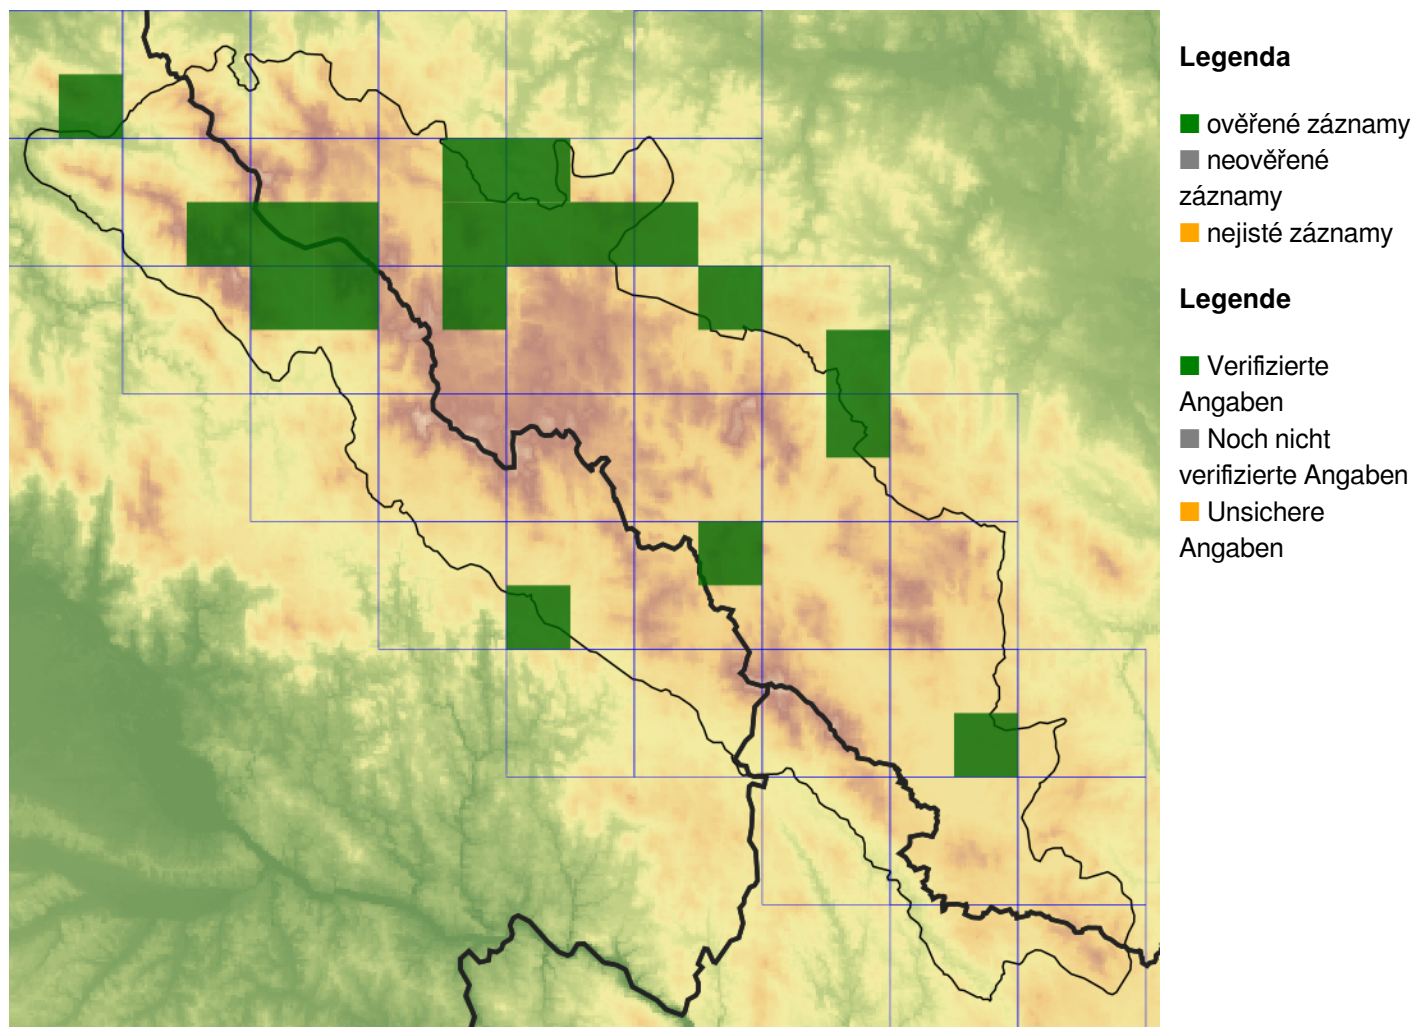 Legenda
ověřené záznamy
neověřené
záznamy
nejisté záznamy
Legende
Verifizierte
Angaben
Noch nicht
verifizierte Angaben
Unsichere
Angaben